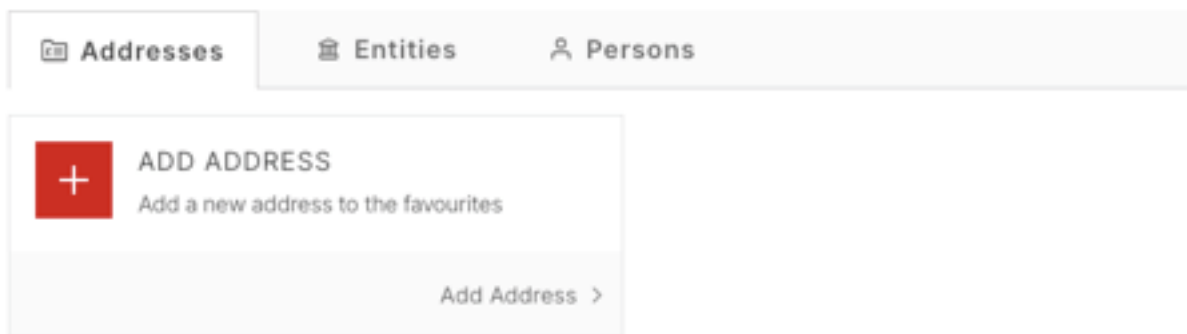 Addresses Entities Persons
ADD ADDRESS
Add a new address to the favourites
Add Address